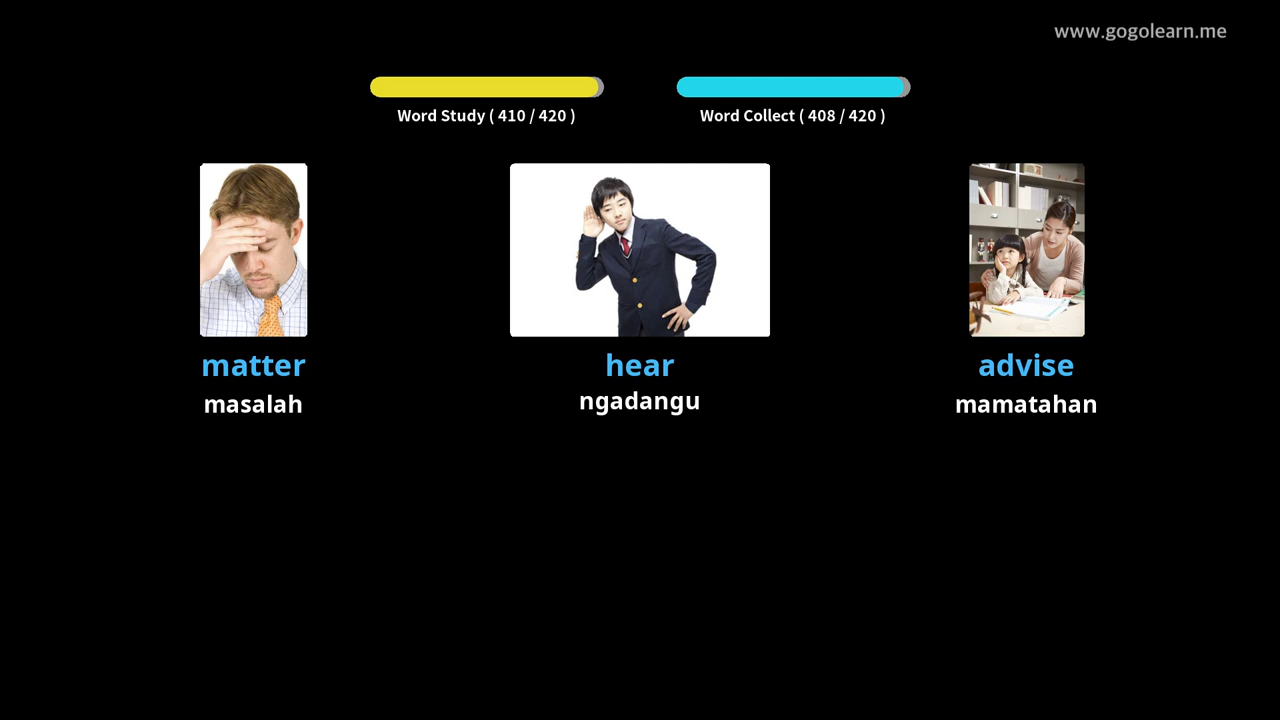 www.gogolearn.me
Word Study ( 410 / 420 )
Word Collect ( 408 / 420 )
matter
hear
advise
masalah
ngadangu
mamatahan